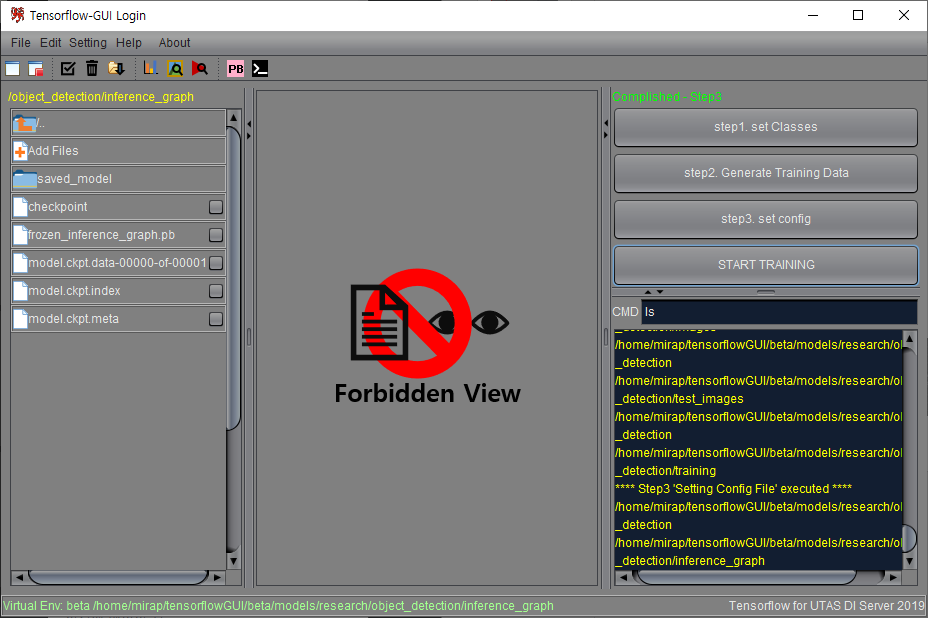 Tensorflow-GUI Login
File Edit Setting Help About
PB
/object_detection/inference_graph
/..
Add Files
saved_model
checkpoint
frozen_inference_graph.pb
model.ckpt.data-00000-of-00001
model.ckpt.index
model.ckpt.meta
Forbidden View
Complished - Step3
step1. set Classes
step2. Generate Training Data
step3. set config
START TRAINING
CMD ls
_detection/images
/home/mirap/tensorflowGUI/beta/models/research/ol
_detection
/home/mirap/tensorflowGUI/beta/models/research/ol
_detection/test_images
/home/mirap/tensorflowGUI/beta/models/research/ol
_detection
/home/mirap/tensorflowGUI/beta/models/research/ol
_detection/training
**** Step3 'Setting Config File' executed ****
/home/mirap/tensorflowGUI/beta/models/research/ol
_detection
/home/mirap/tensorflowGUI/beta/models/research/ol
_detection/inference_graph
Virtual Env: beta /home/mirap/tensorflowGUI/beta/models/research/object_detection/inference_graph
Tensorflow for UTAS DI Server 2019